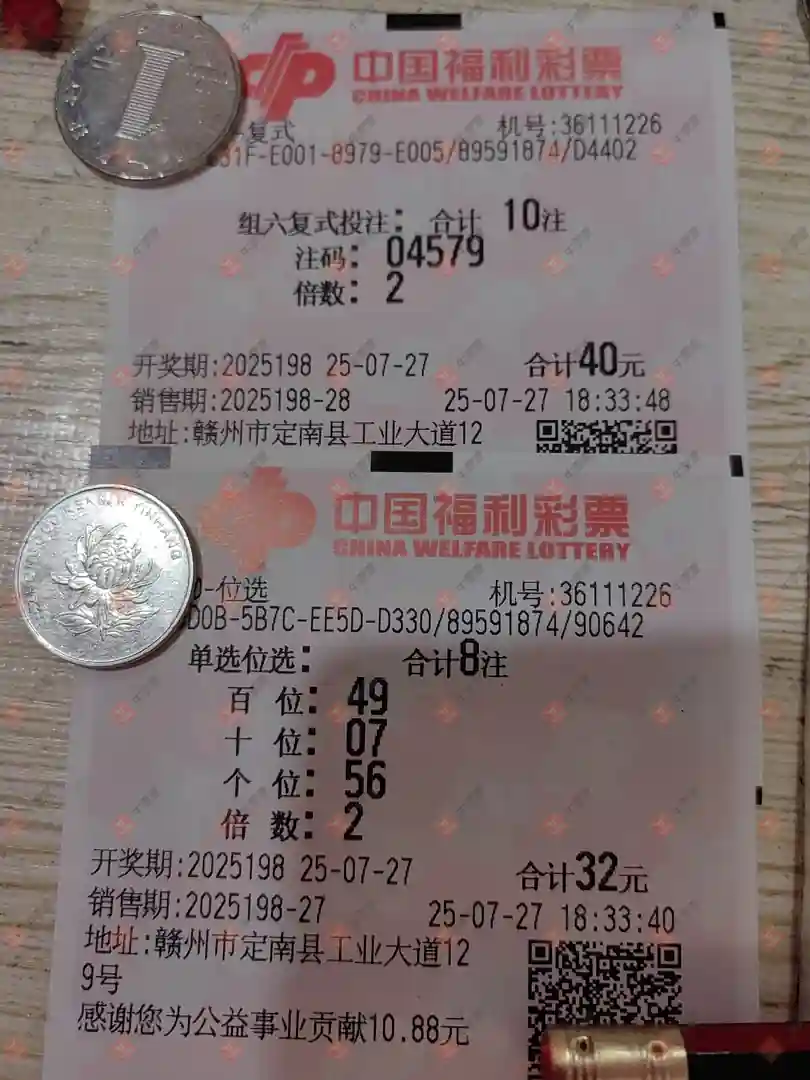 中国福利彩票
CHINA WELFARE LOTTERY
复式 机号:36111226
31F-E001-8979-E005/89591874/D4402
组六复式投注: 合计 10注
注码: 04579
倍数: 2
开奖期:2025198 25-07-27 合计40元
销售期:2025198-28 25-07-27 18:33:48
地址:赣州市定南县工业大道12
中国福利彩票
CHINA WELFARE LOTTERY
-位选 机号:36111226
D0B-5B7C-EE5D-D330/89591874/90642
单选位选: 合计8注
百 位: 49
十 位: 07
个 位: 56
倍 数: 2
开奖期:2025198 25-07-27 合计32元
销售期:2025198-27 25-07-27 18:33:40
地址:赣州市定南县工业大道12
9号
感谢您为公益事业贡献10.88元